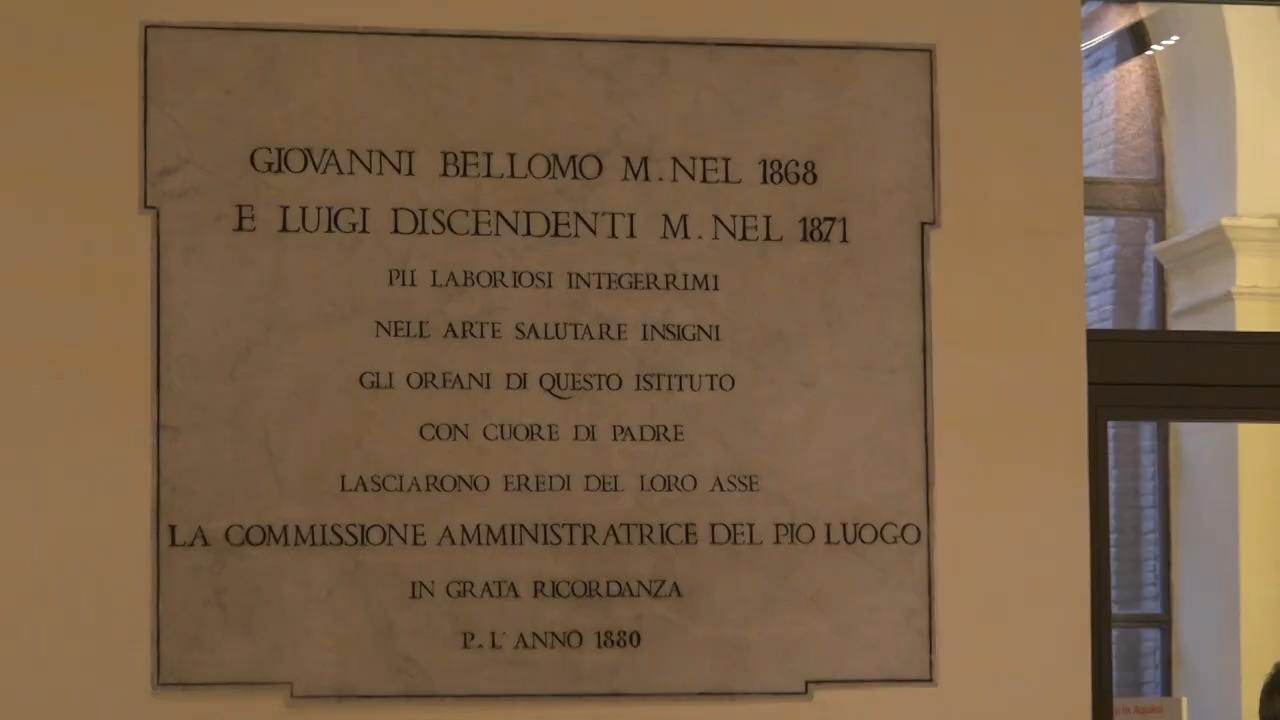 GIOVANNI BELLOMO M. NEL 1868
E LUIGI DISCENDENTI M. NEL 1871
PII LABORIOSI INTEGERRIMI
NELL' ARTE SALUTARE INSIGNI
GLI ORFANI DI QUESTO ISTITUTO
CON CUORE DI PADRE
LASCIARONO EREDI DEL LORO ASSE
LA COMMISSIONE AMMINISTRATRICE DEL PIO LUOGO
IN GRATA RICORDANZA
P. L' ANNO 1880